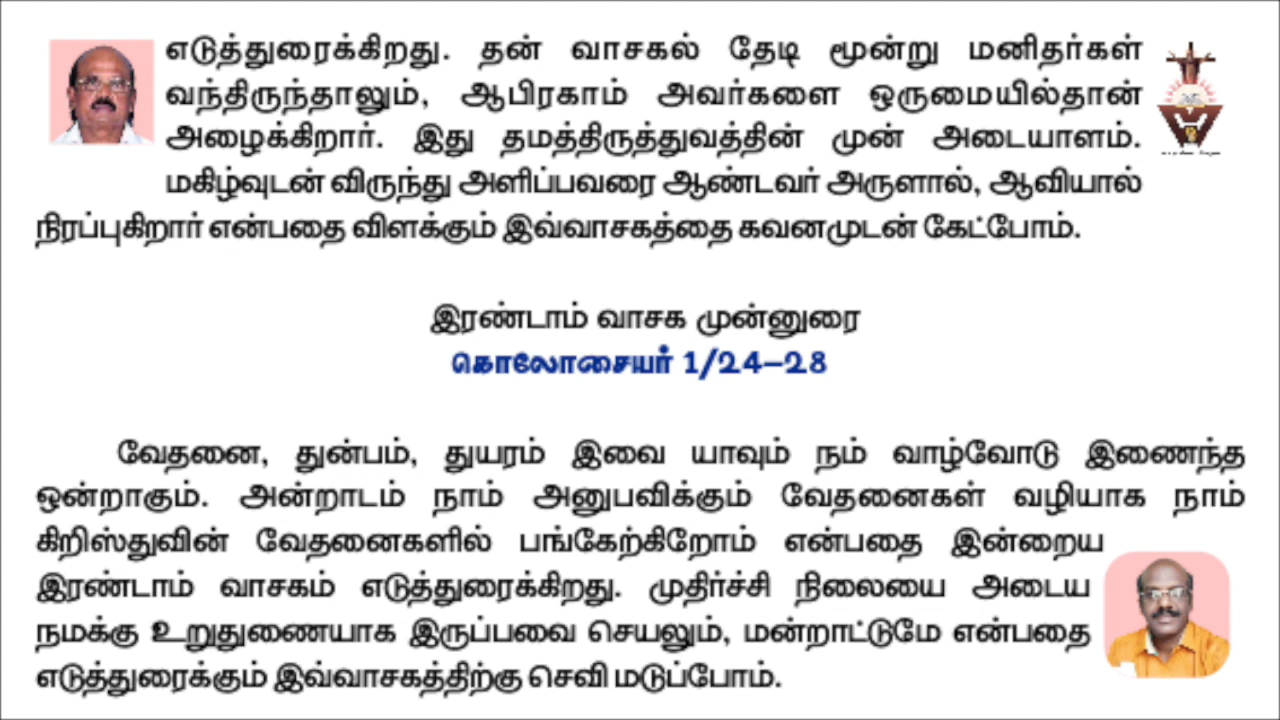 எடுத்துரைக்கிறது. தன் வாசகல் தேடி மூன்று மனிதர்கள்
வந்திருந்தாலும், ஆபிரகாம் அவர்களை ஒருமையில்தான்
அழைக்கிறார். இது தமத்திருத்துவத்தின் முன் அடையாளம்.
மகிழ்வுடன் விருந்து அளிப்பவரை ஆண்டவர் அருளால், ஆவியால்
நிரப்புகிறார் என்பதை விளக்கும் இவ்வாசகத்தை கவனமுடன் கேட்போம்.
இரண்டாம் வாசக முன்னுரை
கொலோசையர் 1/24–28
வேதனை, துன்பம், துயரம் இவை யாவும் நம் வாழ்வோடு இணைந்த
ஒன்றாகும். அன்றாடம் நாம் அனுபவிக்கும் வேதனைகள் வழியாக நாம்
கிறிஸ்துவின் வேதனைகளில் பங்கேற்கிறோம் என்பதை இன்றைய
இரண்டாம் வாசகம் எடுத்துரைக்கிறது. முதிர்ச்சி நிலையை அடைய
நமக்கு உறுதுணையாக இருப்பவை செயலும், மன்றாட்டுமே என்பதை
எடுத்துரைக்கும் இவ்வாசகத்திற்கு செவி மடுப்போம்.